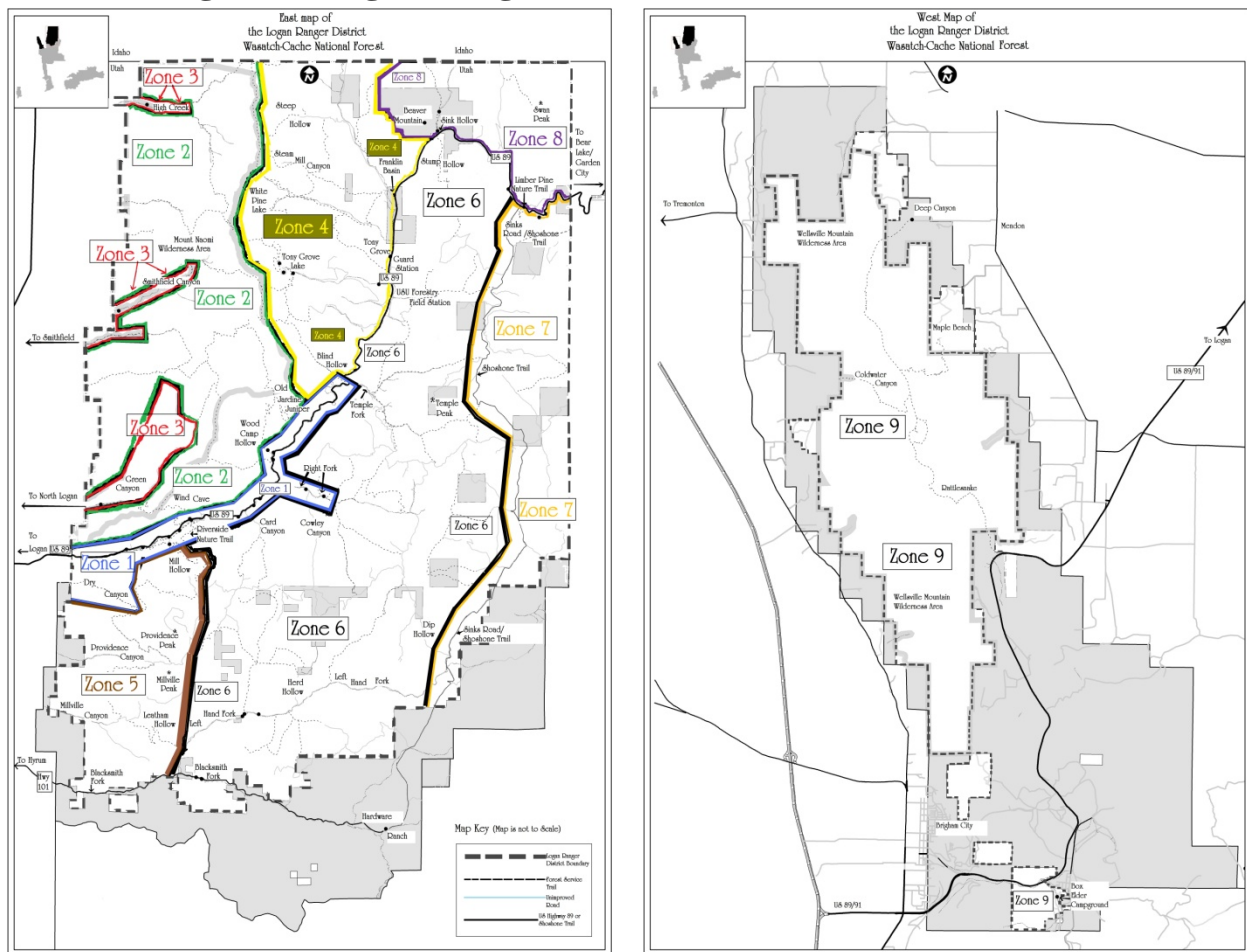 East map of
the Logan Ranger District
Wasatch-Cache National Forest
Idaho
Utah
Idaho
Utah
Zone 3
High Creek
Zone 2
Steep
Hollow
Steam
Mill
Canyon
White
Pine
Lake
Zone 4
Zone 8
Beaver
Mountain
Sink Hollow
Swan
Peak
To
Bear
Lake/
Garden
City
Zone 8
Zone 4
Franklin
Basin
Stump
Hollow
US 89
Zone 6
Limber Pine
Nature Trail
Sinks
Road /Shoshone
Trail
Mount Naomi
Wilderness Area
Zone 3
Smithfield Canyon
Zone 2
Tony Grove
Lake
Tony
Grove
Guard
Station
US 89
USU Forestry
Field Station
To Smithfield
Zone 4
Zone 6
Zone 7
Blind
Hollow
Shoshone Trail
Old
Jardine
Juniper
Temple
Fork
Temple Peak
Zone 3
Wood
Camp
Hollow
Green
Canyon
Zone 2
Right Fork
Zone 1
To North Logan
Wind Cave
US 89
Card
Canyon
Cowley
Canyon
Zone 6
Zone 7
To
Logan
US 89
Riverside
Nature Trail
Zone 1
Mill
Hollow
Dry
Canyon
Providence
Peak
Providence
Canyon
Zone 6
Dip
Hollow
Sinks Road/
Shoshone Trail
Zone 5
Millville
Peak
Zone 6
Herd
Hollow
Left
Hand
Fork
Millville
Canyon
Leatham
Hollow
Left
Hand Fork
To Hyrum
Hwy
101
Blacksmith
Fork
Blacksmith
Fork
Hardware
Ranch
Map Key (Map is not to Scale)
Logan Ranger
District Boundary
Forest Service
Trail
Unimproved
Road
US Highway 89 or
Shoshone Trail
West Map of
the Logan Ranger District
Wasatch-Cache National Forest
To Tremonton
Deep Canyon
Mendon
Wellsville Mountain
Wilderness Area
Maple Bench
To Logan
US 89/91
Coldwater
Canyon
Zone 9
Rattlesnake
Zone 9
Wellsville Mountain
Wilderness Area
Brigham City
Box
Elder
Campground
Zone 9
US 89/91